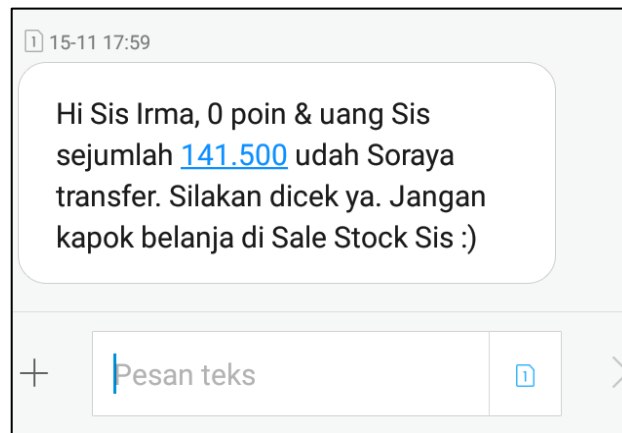 1 15-11 17:59
Hi Sis Irma, 0 poin & uang Sis
sejumlah 141.500 udah Soraya
transfer. Silakan dicek ya. Jangan
kapok belanja di Sale Stock Sis :)
Pesan teks
1